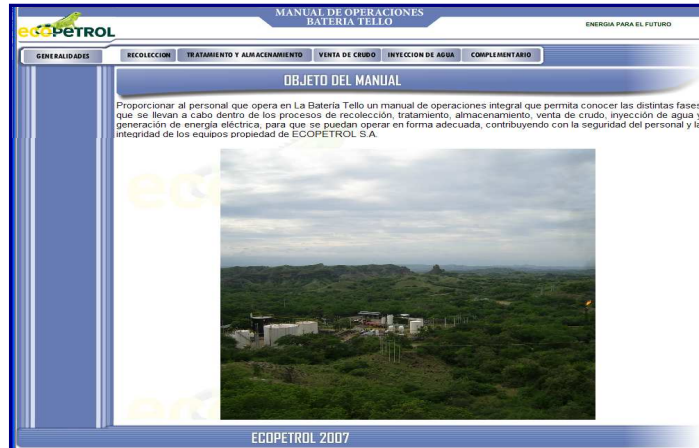 MANUAL DE OPERACIONES
BATERIA TELLO
ecoPETROL
ENERGIA PARA EL FUTURO
GENERALIDADES
RECOLECCION TRATAMIENTO Y ALMACENAMIENTO VENTA DE CRUDO INYECCION DE AGUA COMPLEMENTARIO
OBJETO DEL MANUAL
Proporcionar al personal que opera en La Batería Tello un manual de operaciones integral que permita conocer las distintas fases
que se llevan a cabo dentro de los procesos de recolección, tratamiento, almacenamiento, venta de crudo, inyección de agua y
generación de energía eléctrica, para que se puedan operar en forma adecuada, contribuyendo con la seguridad del personal y la
integridad de los equipos propiedad de ECOPETROL S.A.
ECOPETROL 2007